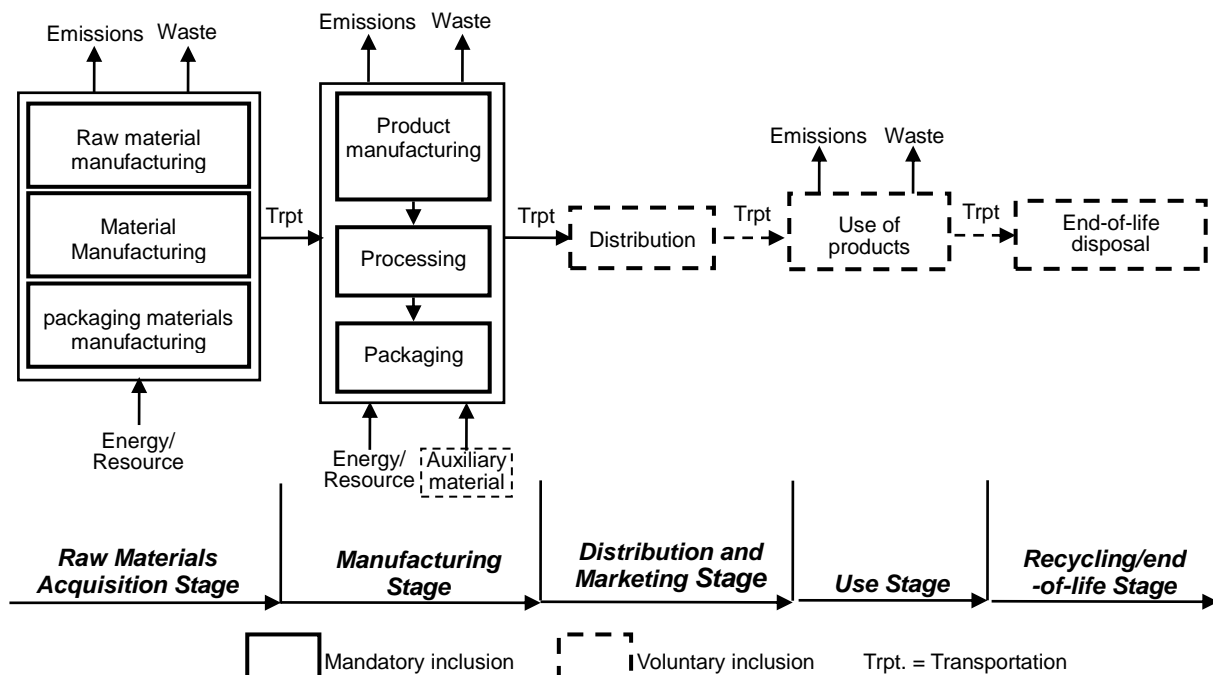 Emissions
Waste
Raw material
manufacturing
Material
Manufacturing
packaging materials
manufacturing
Energy/
Resource
Trpt
Emissions
Waste
Product
manufacturing
Processing
Packaging
Energy/
Resource
Auxiliary
material
Trpt
Distribution
Trpt
Emissions
Waste
Use of
products
Trpt
End-of-life
disposal
Raw Materials
Acquisition Stage
Manufacturing
Stage
Distribution and
Marketing Stage
Use Stage
Recycling/end
-of-life Stage
Mandatory inclusion
Voluntary inclusion
Trpt. = Transportation